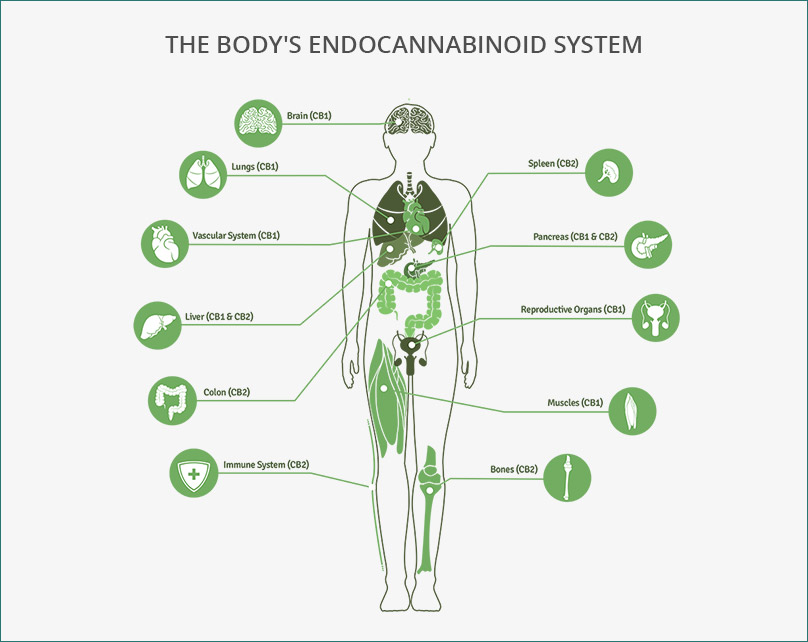 THE BODY'S ENDOCANNABINOID SYSTEM
Brain (CB1)
Lungs (CB1)
Vascular System (CB1)
Liver (CB1 & CB2)
Colon (CB2)
Immune System (CB2)
Spleen (CB2)
Pancreas (CB1 & CB2)
Reproductive Organs (CB1)
Muscles (CB1)
Bones (CB2)